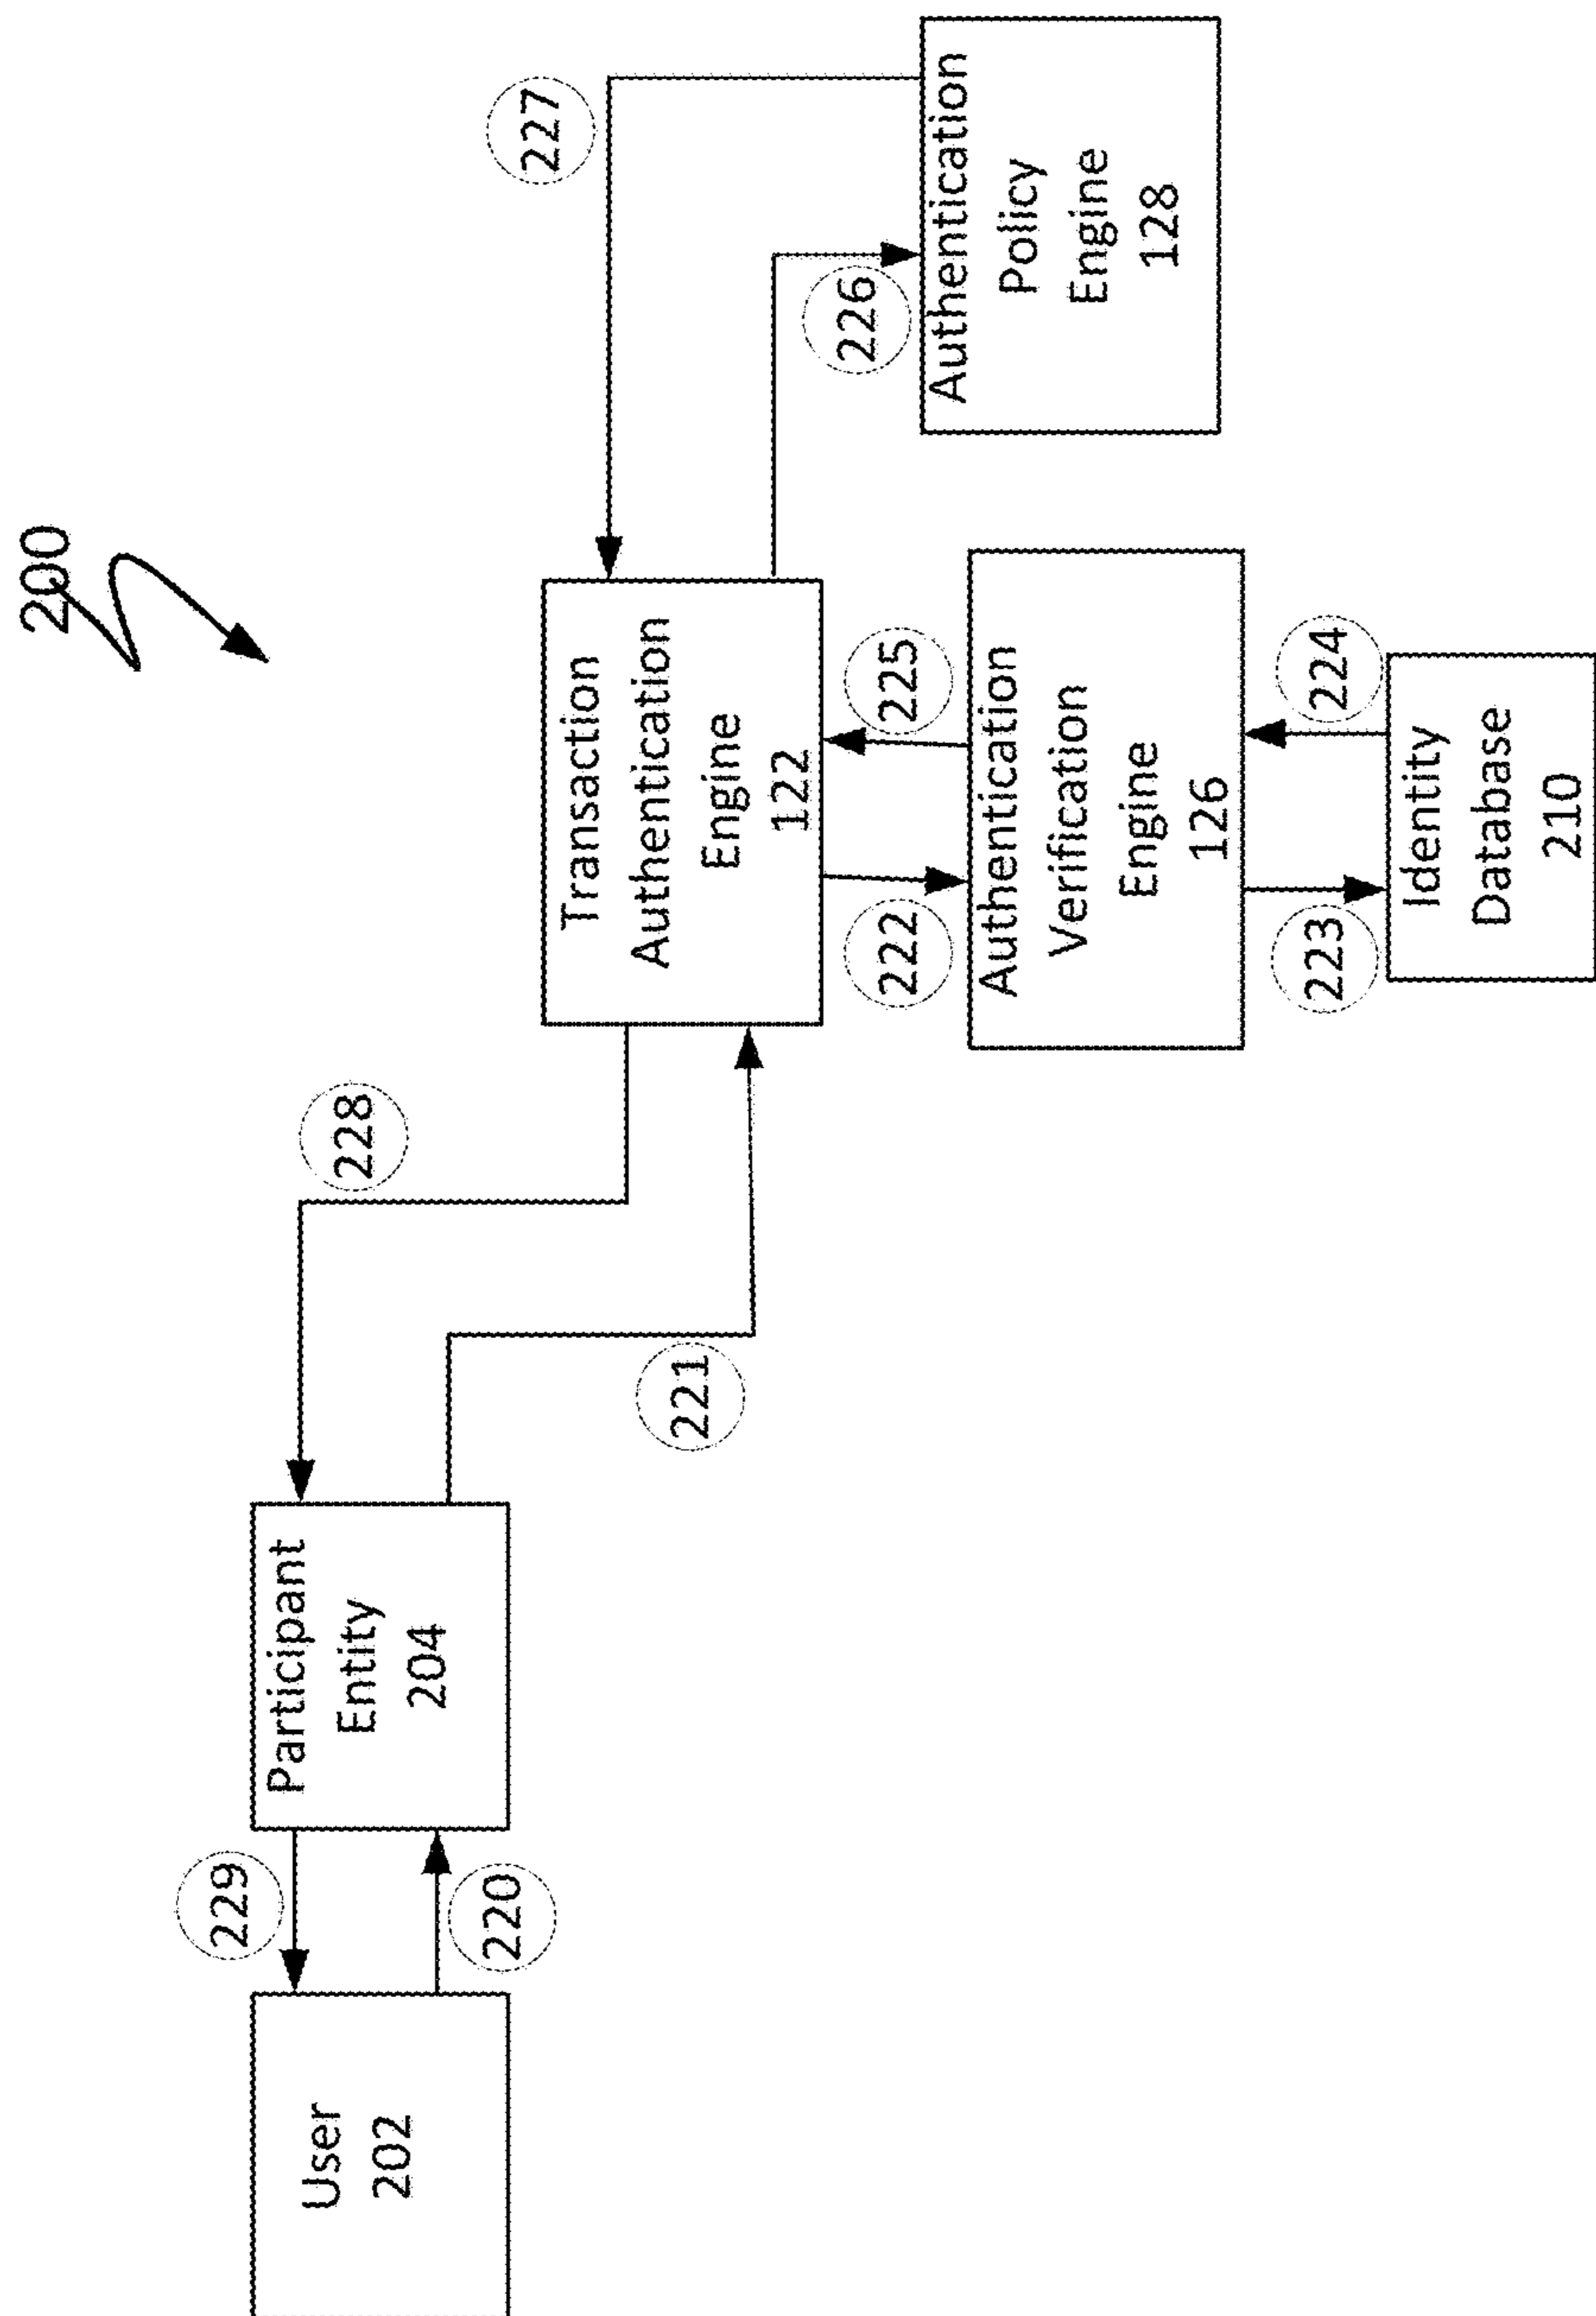 200
User
202
229
220
Participant
Entity
204
228
221
Transaction
Authentication
Engine
122
227
226
Authentication
Policy
Engine
128
222
225
Authentication
Verification
Engine
126
223
224
Identity
Database
210